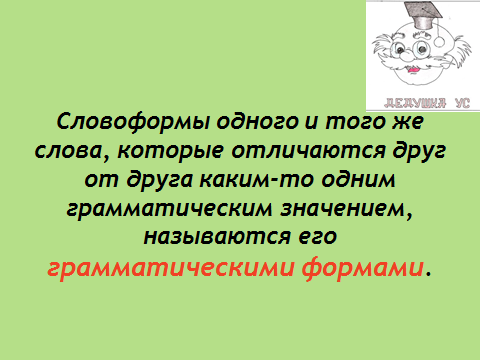 ДЕДУШКА УС
Словоформы одного и того же
слова, которые отличаются друг
от друга каким-то одним
грамматическим значением,
называются его
грамматическими формами.